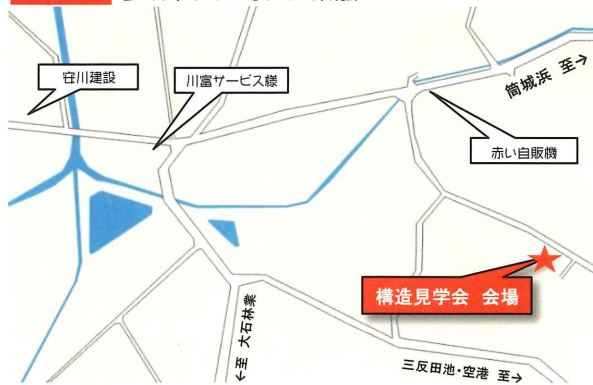 安川建設
川富サービス様
筒城浜 至→
赤い自販機
構造見学会 会場
←至 大石林業
三反田池・空港 至→